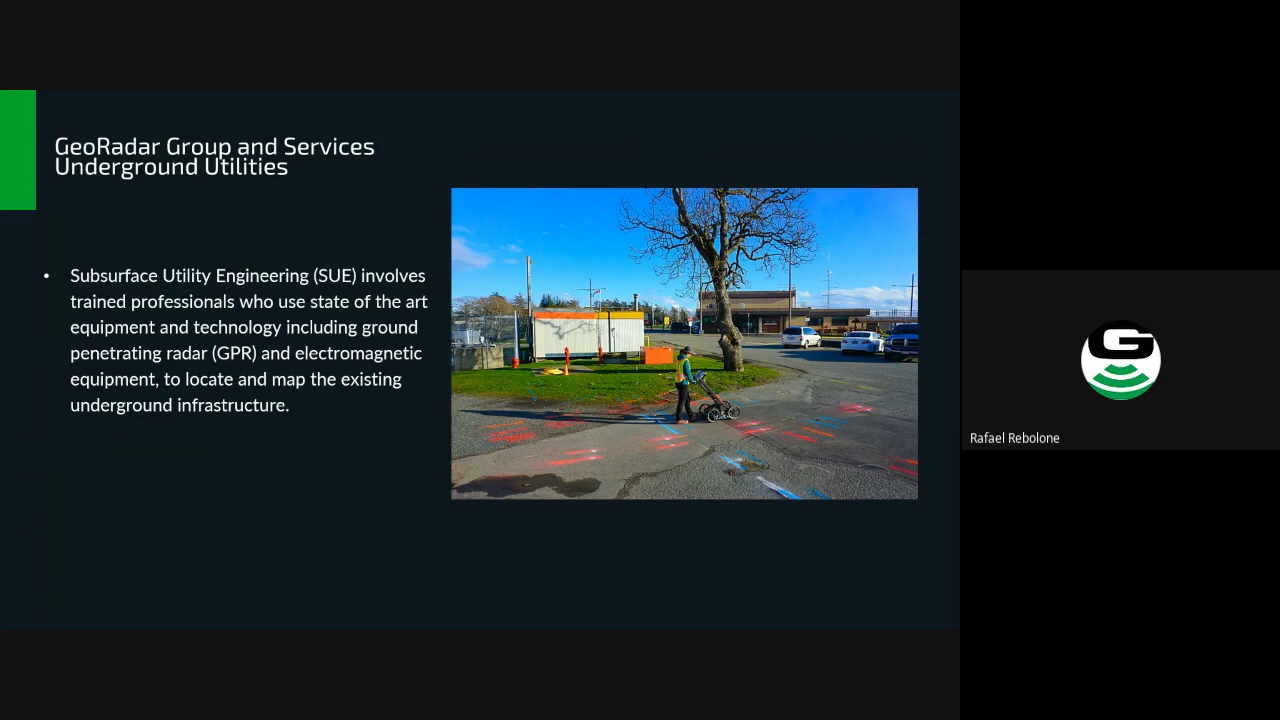 GeoRadar Group and Services
Underground Utilities
• Subsurface Utility Engineering (SUE) involves
trained professionals who use state of the art
equipment and technology including ground
penetrating radar (GPR) and electromagnetic
equipment, to locate and map the existing
underground infrastructure.
G
Rafael Rebolone